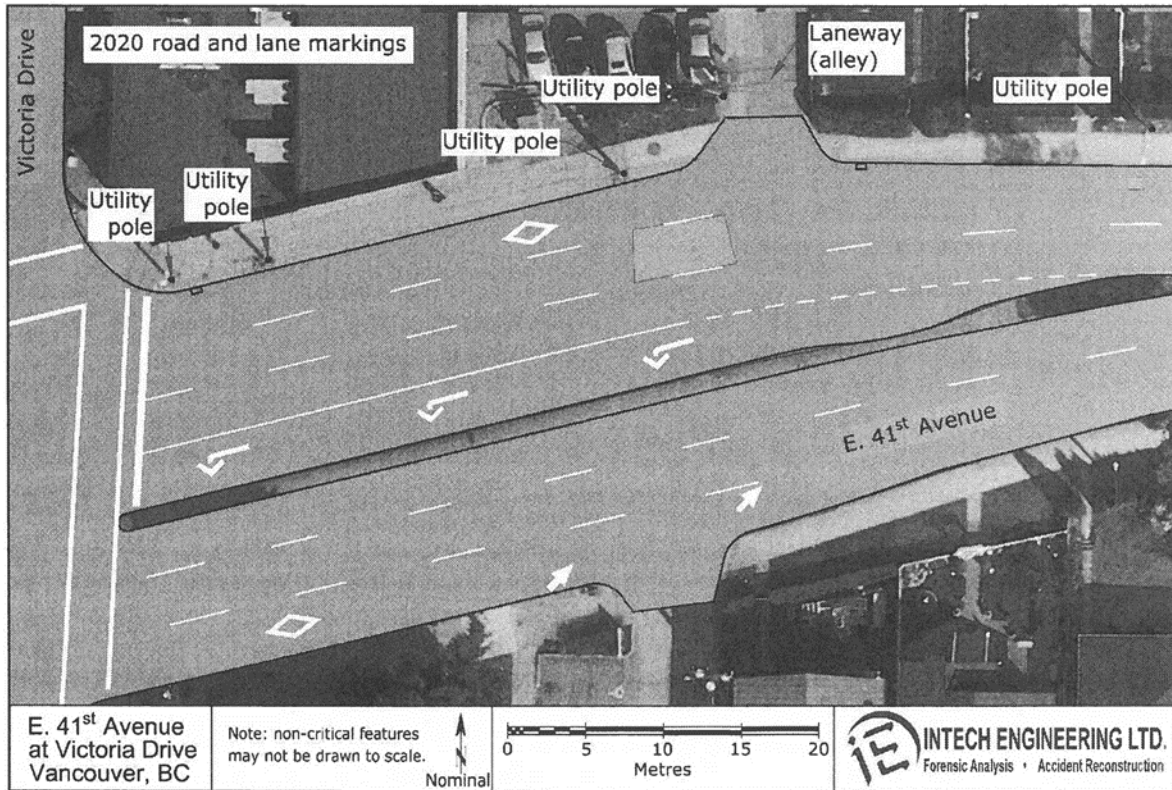 2020 road and lane markings
Victoria Drive
Laneway
(alley)
Utility pole
Utility pole
Utility pole
Utility
pole
Utility
pole
E. 41st Avenue
E. 41st Avenue
at Victoria Drive
Vancouver, BC
Note: non-critical features
may not be drawn to scale.
N
Nominal
0 5 10 15 20
Metres
iE
INTECH ENGINEERING LTD.
Forensic Analysis • Accident Reconstruction